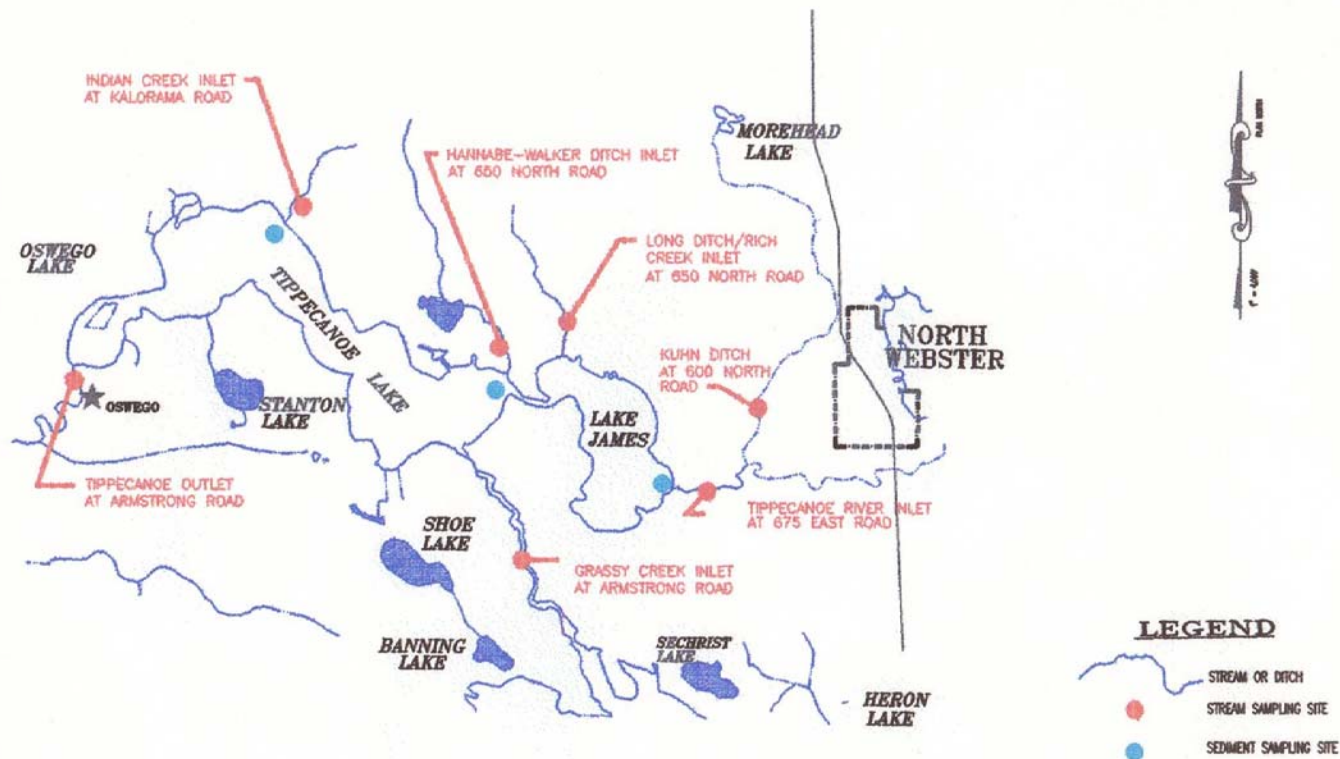 INDIAN CREEK INLET
AT KALORAMA ROAD
HANNABE-WALKER DITCH INLET
AT 650 NORTH ROAD
MOREHEAD
LAKE
LONG DITCH/RICH
CREEK INLET
AT 650 NORTH ROAD
OSWEGO
LAKE
TIPPECANOE
LAKE
KUHN DITCH
AT 600 NORTH
ROAD
NORTH
WEBSTER
OSWEGO
STANTON
LAKE
LAKE
JAMES
TIPPECANOE OUTLET
AT ARMSTRONG ROAD
TIPPECANOE RIVER INLET
AT 675 EAST ROAD
SHOE
LAKE
GRASSY CREEK INLET
AT ARMSTRONG ROAD
BANNING
LAKE
SECHRIST
LAKE
HERON
LAKE
LEGEND
STREAM OR DITCH
STREAM SAMPLING SITE
SEDIMENT SAMPLING SITE